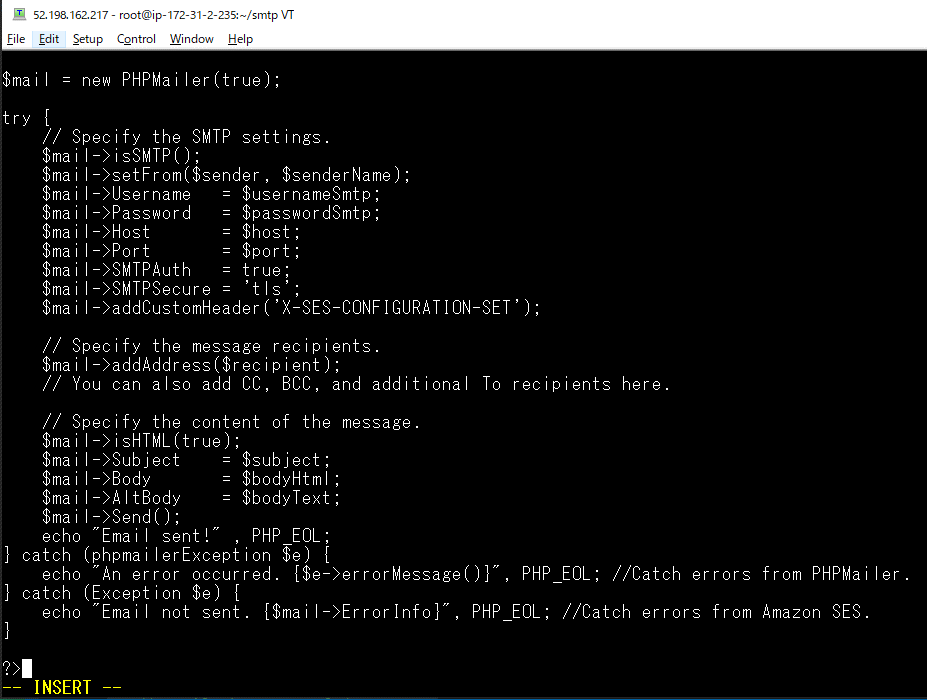 52.198.162.217 - root@ip-172-31-2-235:~/smtp VT
File Edit Setup Control Window Help
$mail = new PHPMailer(true);
try {
    // Specify the SMTP settings.
    $mail->isSMTP();
    $mail->setFrom($sender, $senderName);
    $mail->Username   = $usernameSmtp;
    $mail->Password   = $passwordSmtp;
    $mail->Host       = $host;
    $mail->Port       = $port;
    $mail->SMTPAuth   = true;
    $mail->SMTPSecure = 'tls';
    $mail->addCustomHeader('X-SES-CONFIGURATION-SET');
    // Specify the message recipients.
    $mail->addAddress($recipient);
    // You can also add CC, BCC, and additional To recipients here.
    // Specify the content of the message.
    $mail->isHTML(true);
    $mail->Subject    = $subject;
    $mail->Body       = $bodyHtml;
    $mail->AltBody    = $bodyText;
    $mail->Send();
    echo "Email sent!" , PHP_EOL;
} catch (phpmailerException $e) {
    echo "An error occurred. {$e->errorMessage()}", PHP_EOL; //Catch errors from PHPMailer.
} catch (Exception $e) {
    echo "Email not sent. {$mail->ErrorInfo}", PHP_EOL; //Catch errors from Amazon SES.
}
?>
-- INSERT --